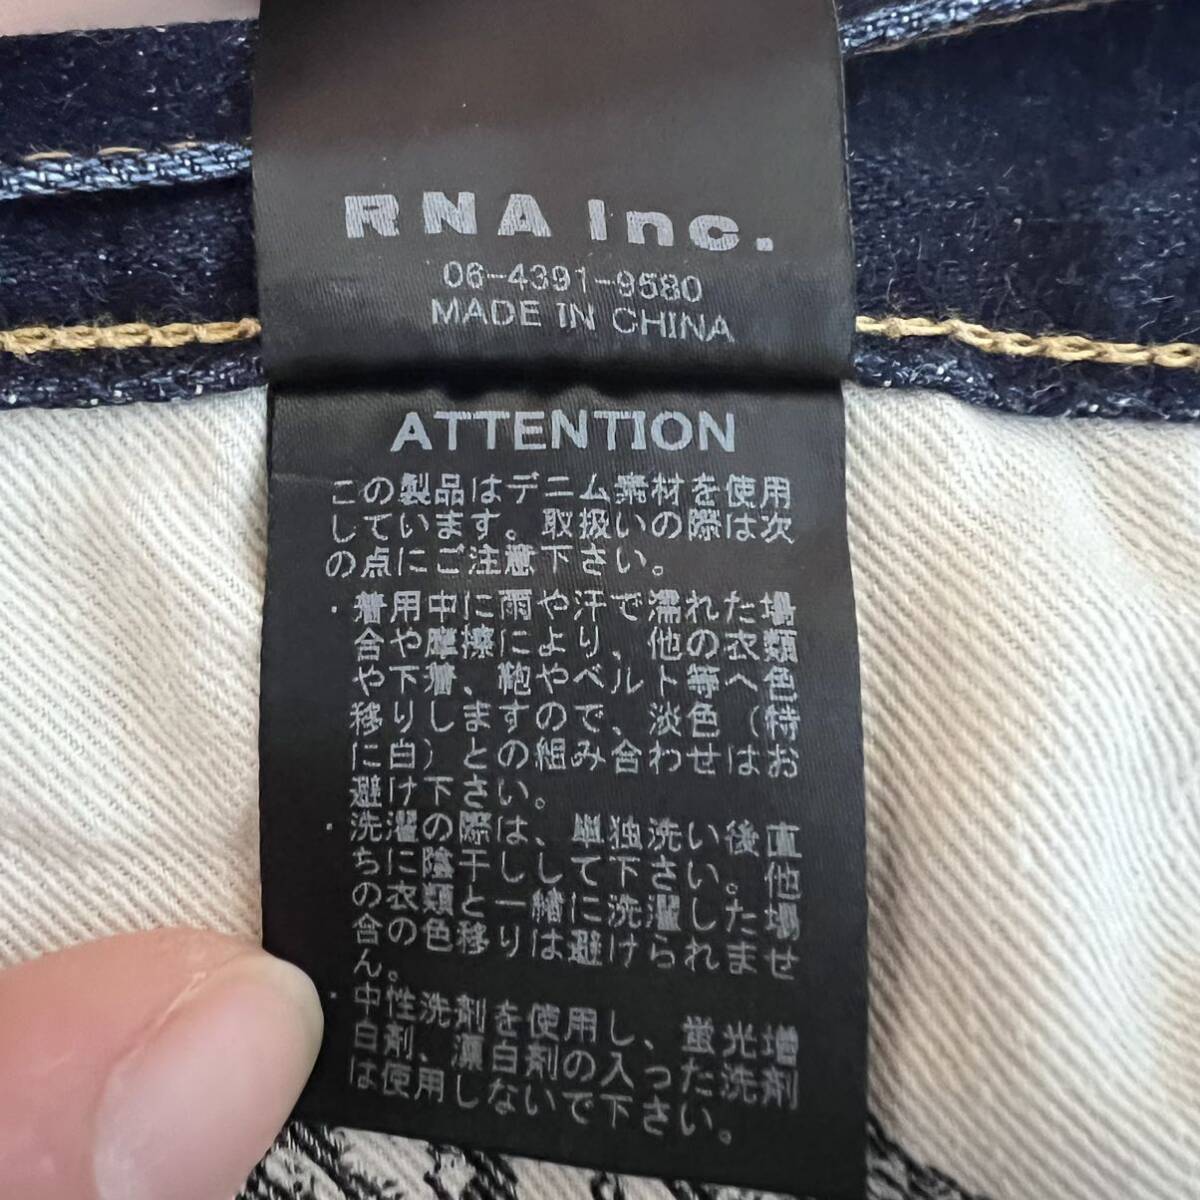 RNA Inc.
06-4391-9580
MADE IN CHINA
ATTENTION
この製品はデニム素材を使用
しています。取扱いの際は次
の点にご注意下さい。
・着用中に雨や汗で濡れた場
合や摩擦により、他の衣類
や下着、鞄やベルト等へ色
移りしますので、淡色（特
に白）との組み合わせはお
避け下さい。
・洗濯の際は、単独洗い後直
ちに陰干しして下さい。他
の衣類と一緒に洗濯した場
合の色移りは避けられませ
ん。
・中性洗剤を使用し、蛍光増
白剤、漂白剤の入った洗剤
は使用しないで下さい。